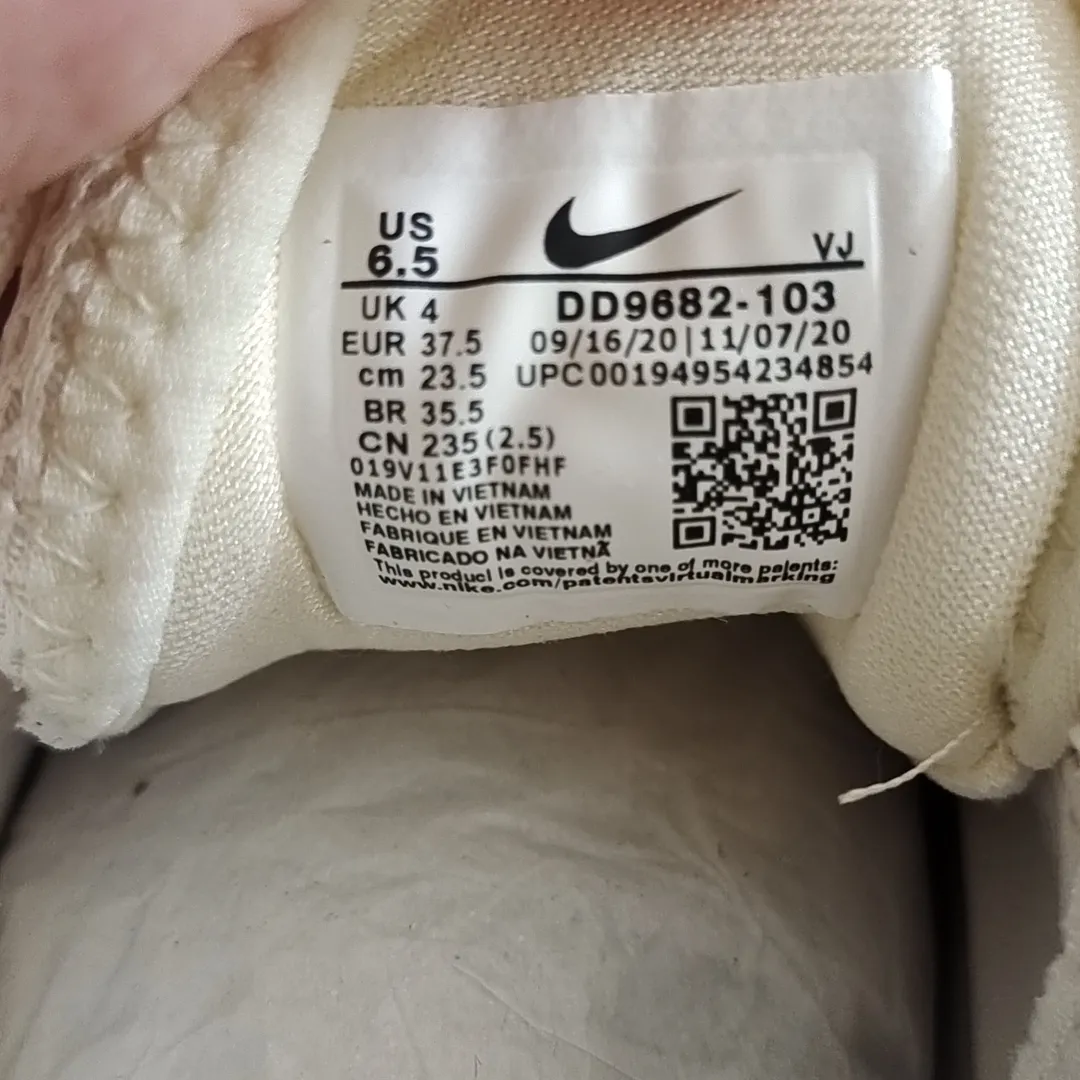 US
6.5
VJ
UK 4
DD9682-103
EUR 37.5
09/16/20|11/07/20
cm 23.5
UPC00194954234854
BR 35.5
CN 235(2.5)
019V11E3F0FHF
MADE IN VIETNAM
HECHO EN VIETNAM
FABRIQUE EN VIETNAM
FABRICADO NA VIETNÃ
This product is covered by one of more patents:
www.nike.com/patentsvirtualmarking